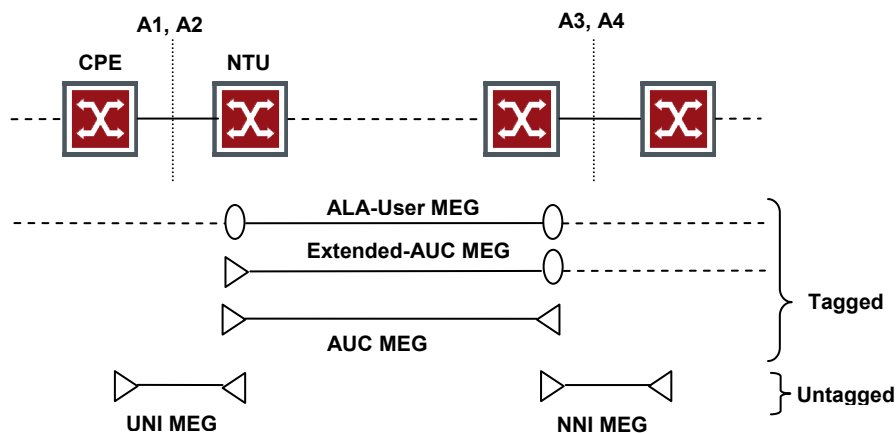 A1, A2
A3, A4
CPE
NTU
ALA-User MEG
Extended-AUC MEG
Tagged
AUC MEG
Untagged
UNI MEG
NNI MEG